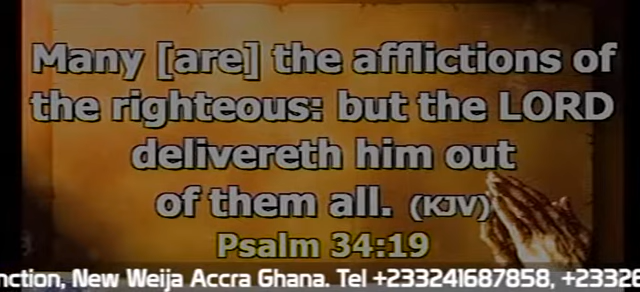 Many [are] the afflictions of
the righteous: but the LORD
delivereth him out
of them all. (KJV)
Psalm 34:19
nction, New Weija Accra Ghana. Tel +233241687858, +23326